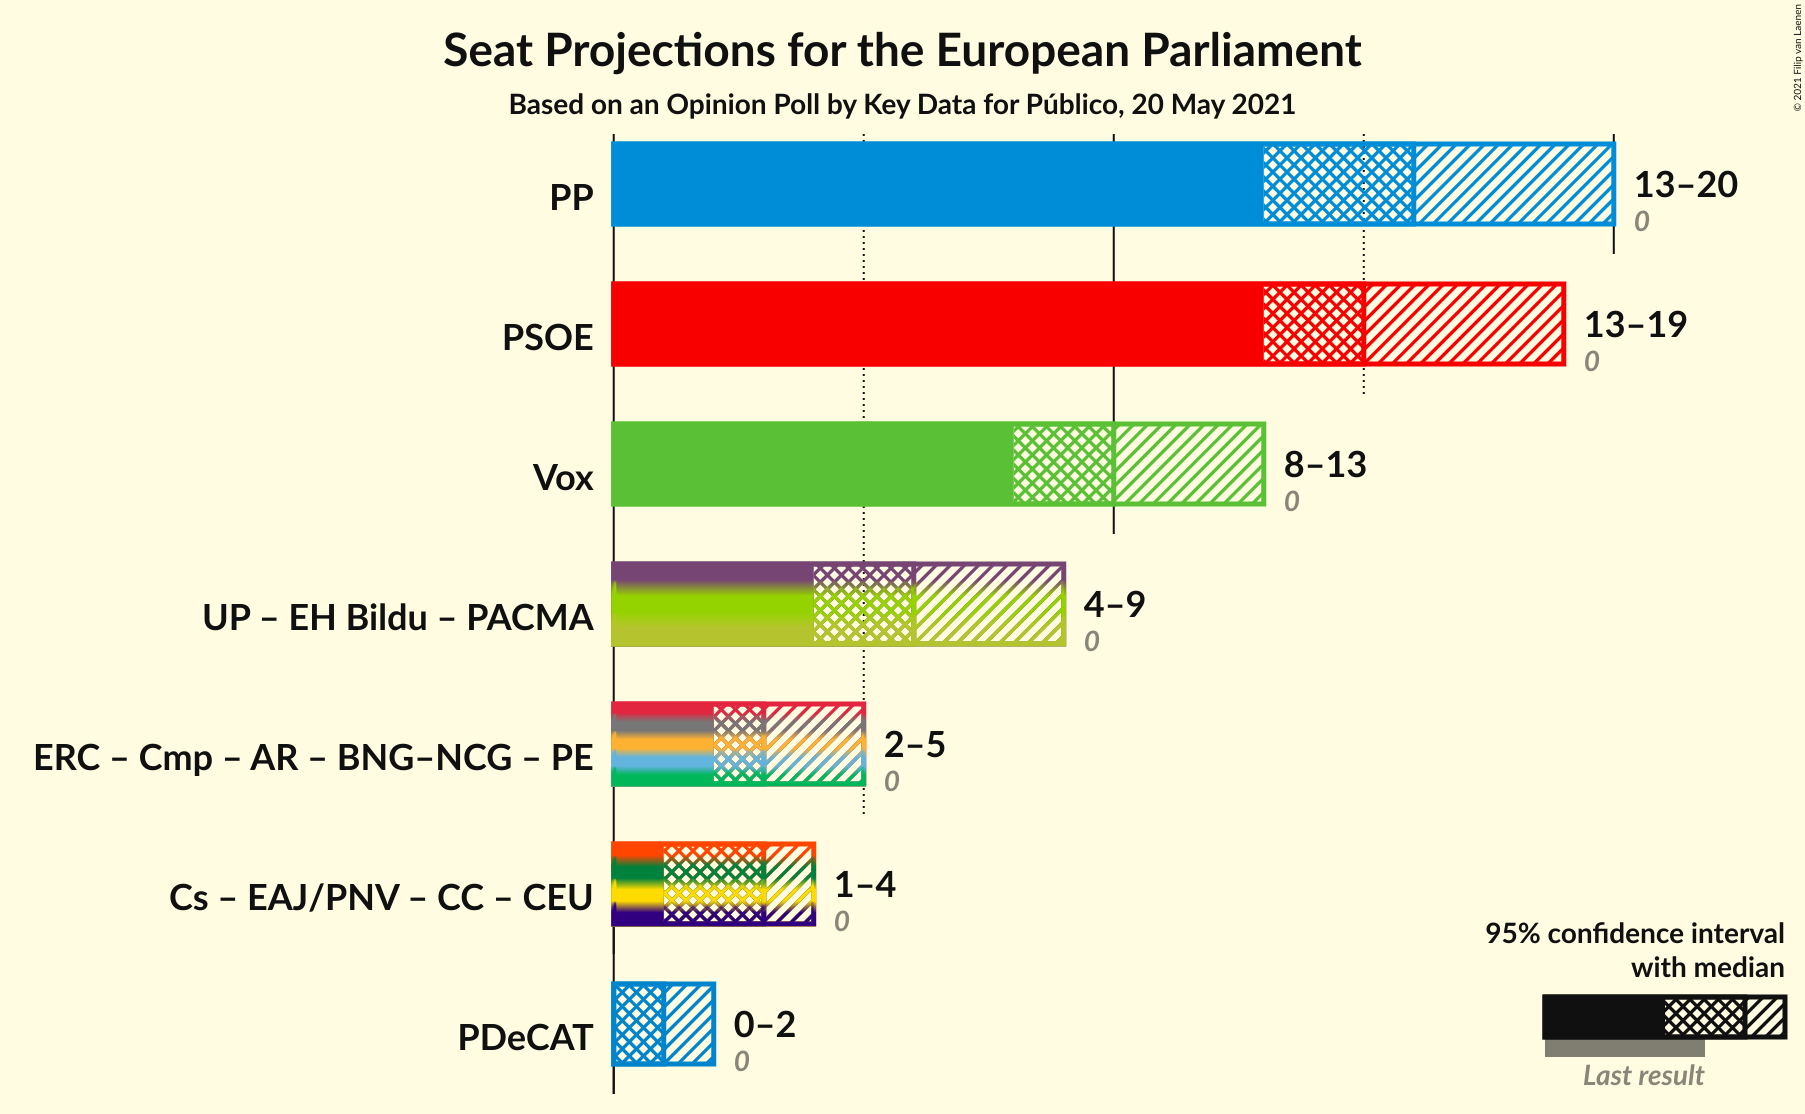 Seat Projections for the European Parliament
Based on an Opinion Poll by Key Data for Público, 20 May 2021
© 2021 Filip van Laenen
PP
13–20
0
PSOE
13–19
0
Vox
8–13
0
UP – EH Bildu – PACMA
4–9
0
ERC – Cmp – AR – BNG–NCG – PE
2–5
0
Cs – EAJ/PNV – CC – CEU
1–4
0
PDeCAT
0–2
0
95% confidence interval
with median
Last result